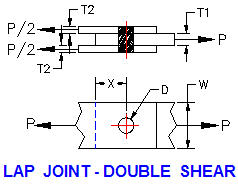 T2
T1
P/2
P
P/2
T2
X
D
W
P
P
LAP JOINT - DOUBLE SHEAR